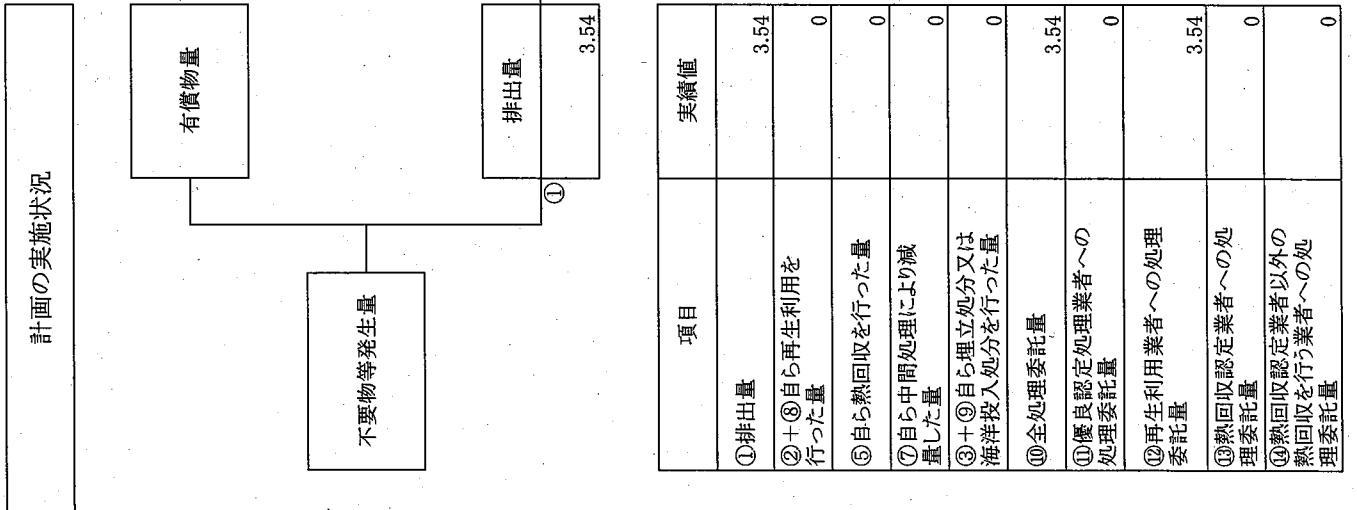 計画の実施状況
有償物量
不要物等発生量
排出量
①
3.54
項目
実績値
①排出量
3.54
②+⑧自ら再生利用を
行った量
0
⑤自ら熱回収を行った量
0
⑦自ら中間処理により減
量した量
0
③+⑨自ら埋立処分又は
海洋投入処分を行った量
0
⑩全処理委託量
3.54
⑪優良認定処理業者への
処理委託量
0
⑫再生利用業者への処理
委託量
3.54
⑬熱回収認定業者への処
理委託量
0
⑭熱回収認定業者以外の
熱回収を行う業者への処
理委託量
0